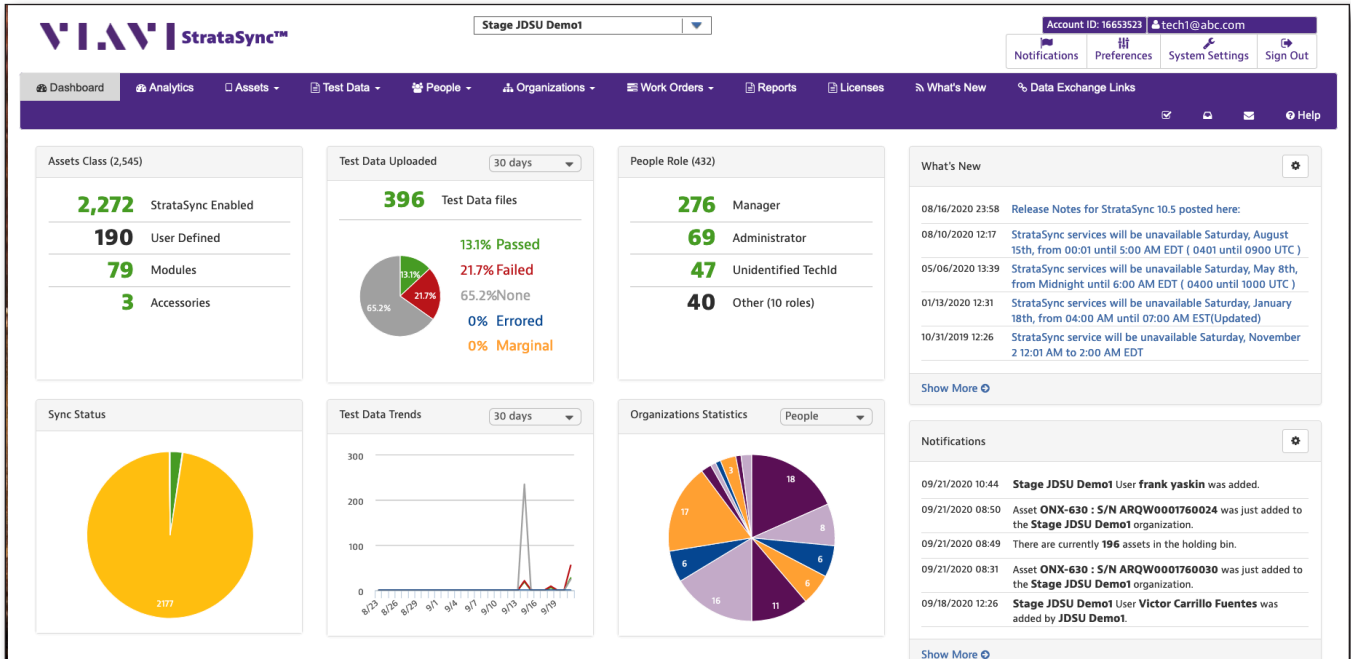 VIAVI StrataSync™
Stage JDSU Demo1
Account ID: 16653523 tech1@abc.com
Notifications Preferences System Settings Sign Out
Dashboard Analytics Assets Test Data People Organizations Work Orders Reports Licenses What's New Data Exchange Links
Help
Assets Class (2,545)
2,272 StrataSync Enabled
190 User Defined
79 Modules
3 Accessories
Test Data Uploaded 30 days
396 Test Data files
13.1% Passed
21.7% Failed
65.2%None
0% Errored
0% Marginal
13.1%
21.7%
65.2%
People Role (432)
276 Manager
69 Administrator
47 Unidentified TechId
40 Other (10 roles)
What's New
08/16/2020 23:58 Release Notes for StrataSync 10.5 posted here:
08/10/2020 12:17 StrataSync services will be unavailable Saturday, August
15th, from 00:01 until 5:00 AM EDT ( 0401 until 0900 UTC )
05/06/2020 13:39 StrataSync services will be unavailable Saturday, May 8th,
from Midnight until 6:00 AM EDT ( 0400 until 1000 UTC )
01/13/2020 12:31 StrataSync services will be unavailable Saturday, January
18th, from 04:00 AM until 07:00 AM EST(Updated)
10/31/2019 12:26 StrataSync service will be unavailable Saturday, November
2 12:01 AM to 2:00 AM EDT
Show More
Sync Status
2177
Test Data Trends 30 days
300
200
100
0
8/23 8/26 8/29 9/1 9/4 9/7 9/10 9/13 9/16 9/19
Organizations Statistics People
18
8
6
6
11
16
6
17
3
Notifications
09/21/2020 10:44 Stage JDSU Demo1 User frank yaskin was added.
09/21/2020 08:50 Asset ONX-630 : S/N ARQW0001760024 was just added to
the Stage JDSU Demo1 organization.
09/21/2020 08:49 There are currently 196 assets in the holding bin.
09/21/2020 08:31 Asset ONX-630 : S/N ARQW0001760030 was just added to
the Stage JDSU Demo1 organization.
09/18/2020 12:26 Stage JDSU Demo1 User Victor Carrillo Fuentes was
added by JDSU Demo1.
Show More